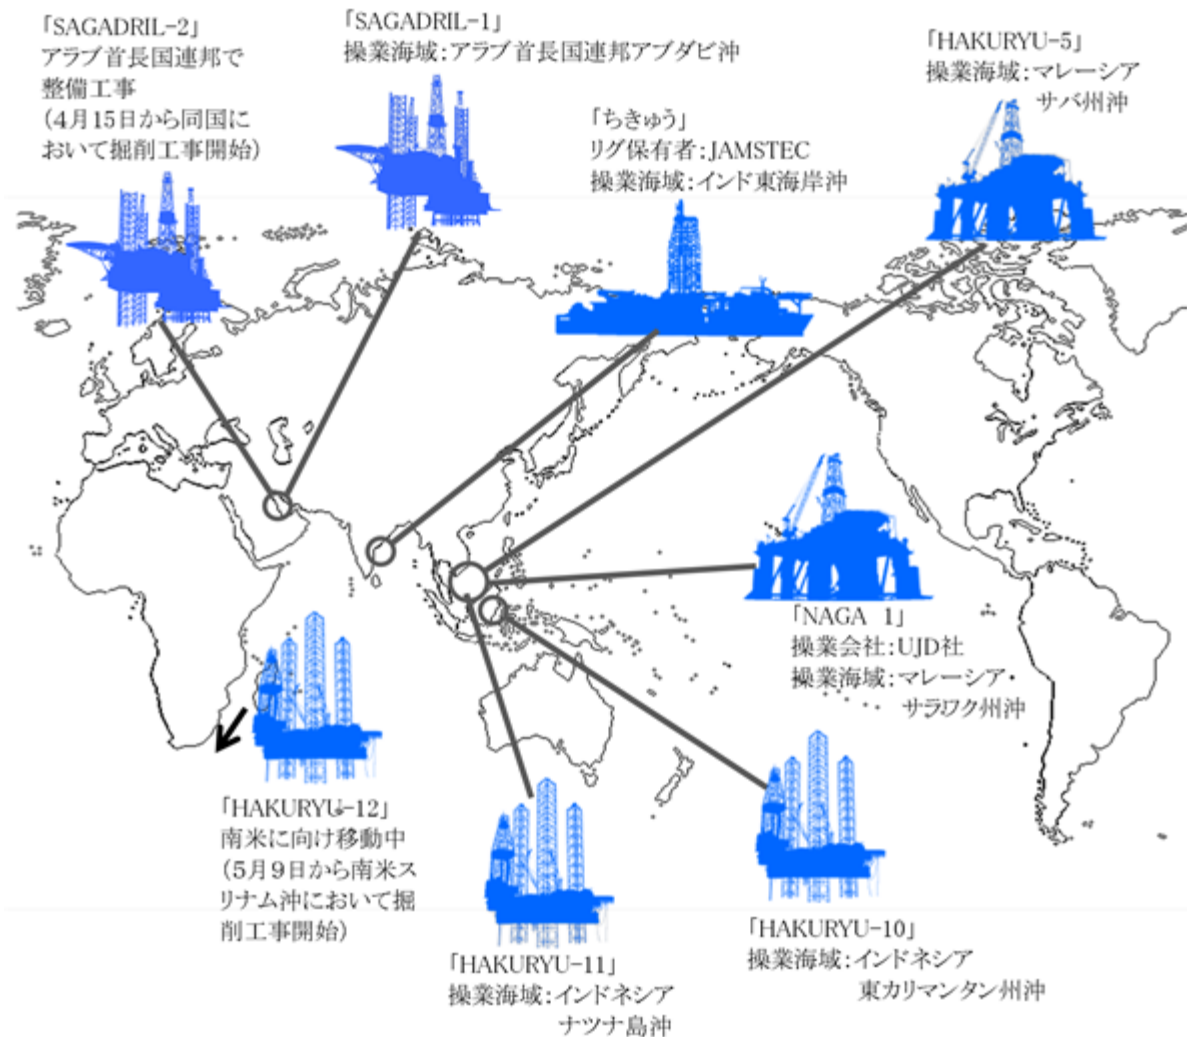 「SAGADRIL-2」
アラブ首長国連邦で
整備工事
(4月15日から同国に
おいて掘削工事開始)
「SAGADRIL-1」
操業海域:アラブ首長国連邦アブダビ沖
「ちきゅう」
リグ保有者:JAMSTEC
操業海域:インド東海岸沖
「HAKURYU-5」
操業海域:マレーシア
サバ州沖
「NAGA 1」
操業会社:UJD社
操業海域:マレーシア・
サラワク州沖
「HAKURYU-12」
南米に向け移動中
(5月9日から南米ス
リナム沖において掘
削工事開始)
「HAKURYU-11」
操業海域:インドネシア
ナツナ島沖
「HAKURYU-10」
操業海域:インドネシア
東カリマンタン州沖